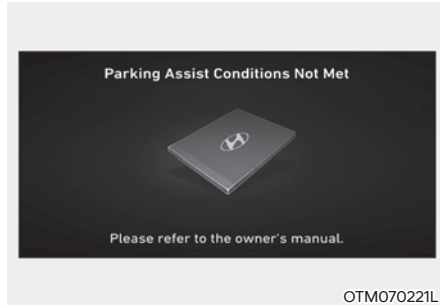 Parking Assist Conditions Not Met
Please refer to the owner's manual.
OTM070221L